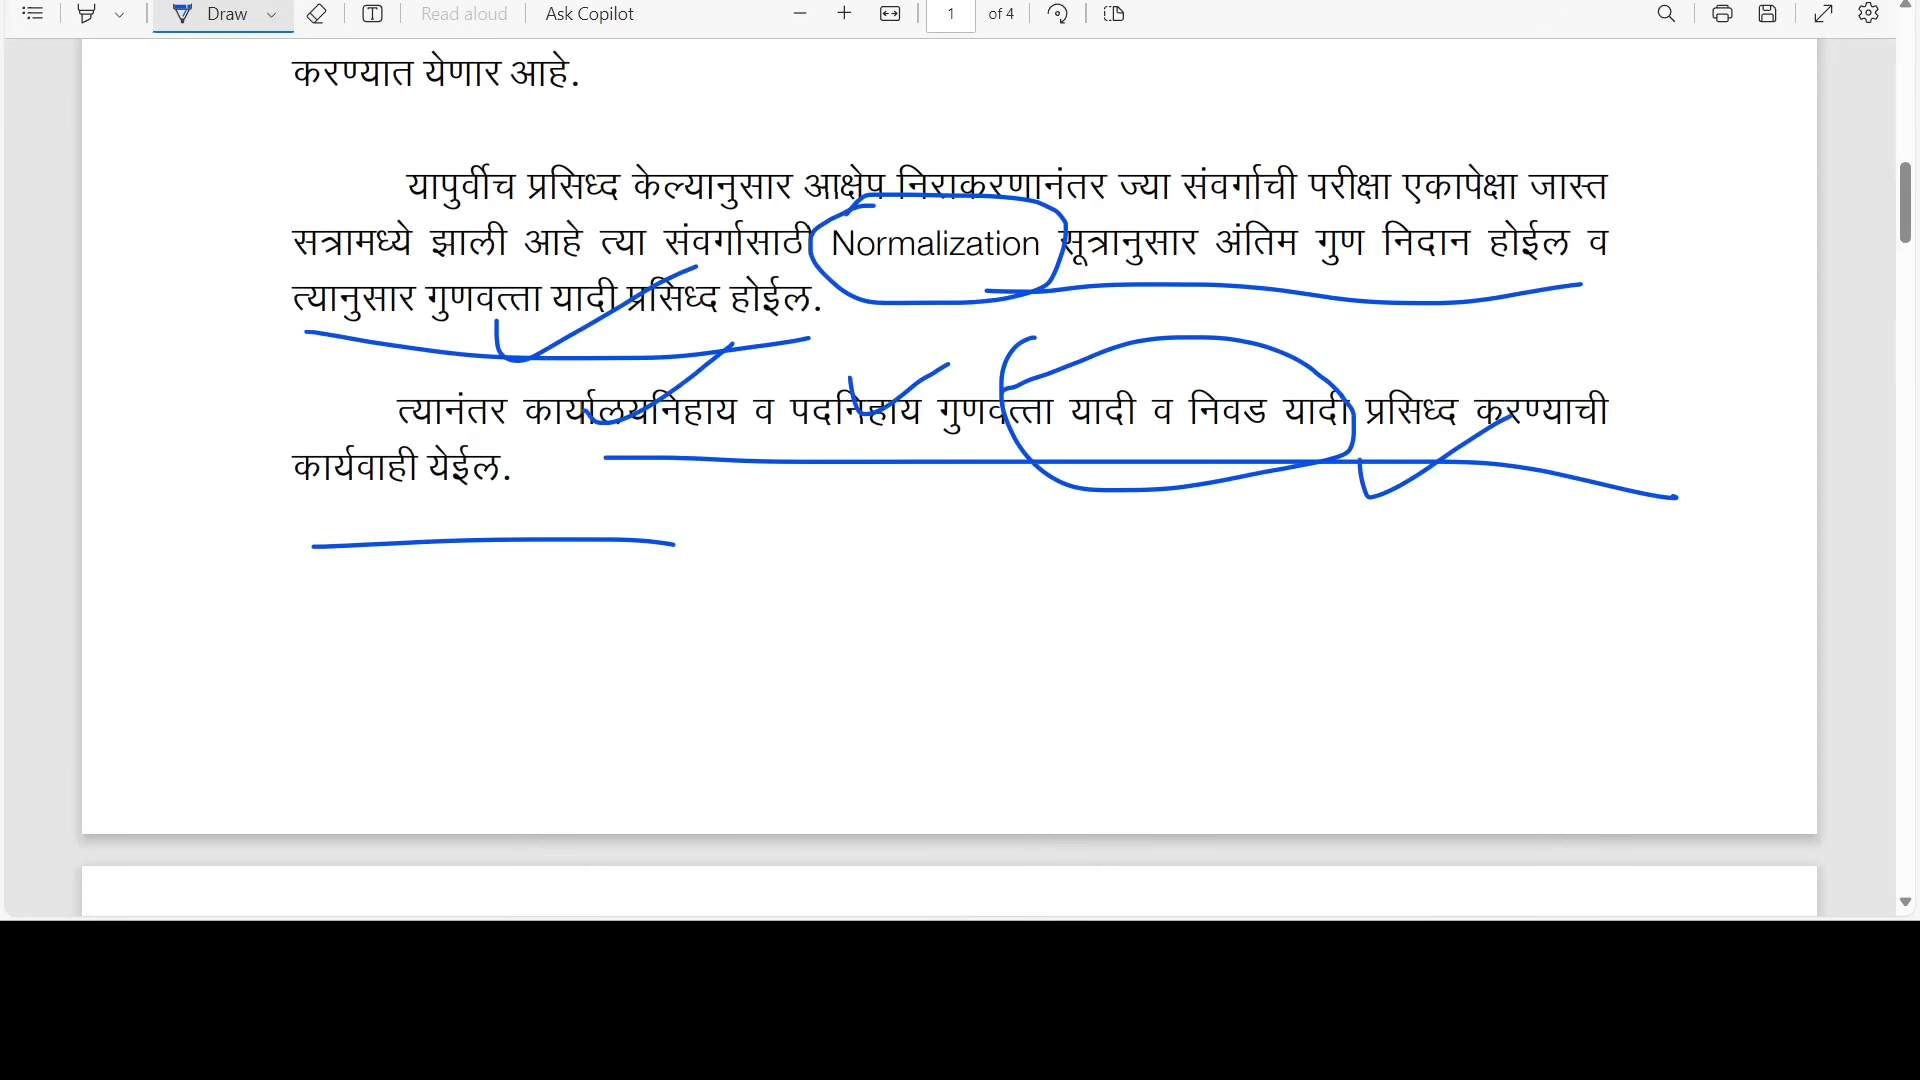 Draw Read aloud Ask Copilot 1 of 4
करण्यात येणार आहे.
यापुर्वीच प्रसिध्द केल्यानुसार आक्षेप निराकरणानंतर ज्या संवर्गाची परीक्षा एकापेक्षा जास्त
सत्रामध्ये झाली आहे त्या संवर्गासाठी Normalization सूत्रानुसार अंतिम गुण निदान होईल व
त्यानुसार गुणवत्ता यादी प्रसिध्द होईल.
त्यानंतर कार्यालयनिहाय व पदनिहाय गुणवत्ता यादी व निवड यादी प्रसिध्द करण्याची
कार्यवाही येईल.